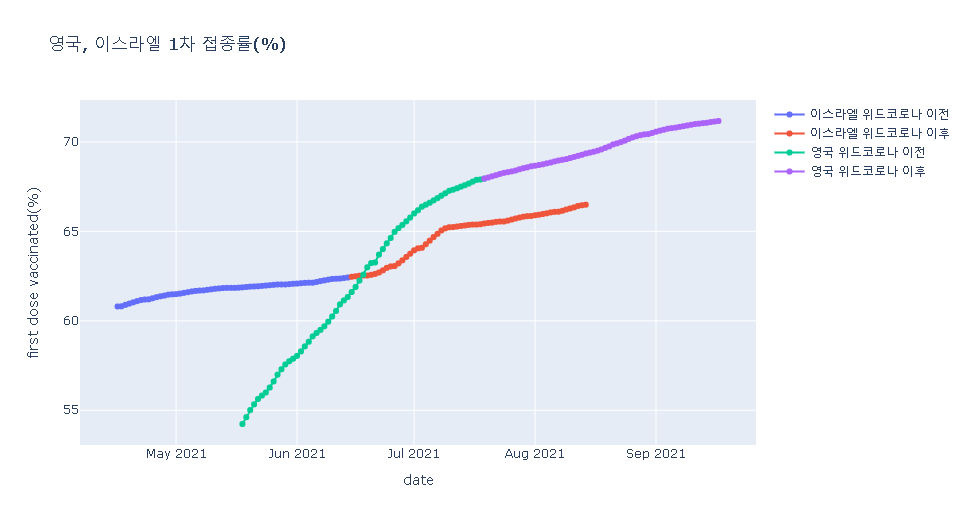 영국, 이스라엘 1차 접종률(%)
이스라엘 위드코로나 이전
이스라엘 위드코로나 이후
영국 위드코로나 이전
영국 위드코로나 이후
first dose vaccinated(%)
70
65
60
55
May 2021
Jun 2021
Jul 2021
Aug 2021
Sep 2021
date